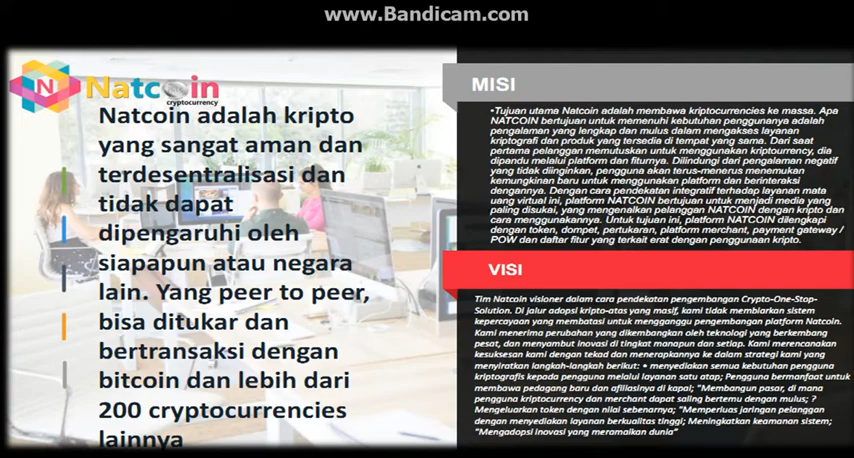 www.Bandicam.com
N
Natcoin
cryptocurrency
Natcoin adalah kripto
yang sangat aman dan
terdesentralisasi dan
tidak dapat
dipengaruhi oleh
siapapun atau negara
lain. Yang peer to peer,
bisa ditukar dan
bertransaksi dengan
bitcoin dan lebih dari
200 cryptocurrencies
lainnya
MISI
•Tujuan utama Natcoin adalah membawa kriptocurrencies ke massa. Apa
NATCOIN bertujuan untuk memenuhi kebutuhan penggunanya adalah
pengalaman yang lengkap dan mulus dalam mengakses layanan
kriptografi dan produk yang tersedia di tempat yang sama. Dari saat
pertama pelanggan memutuskan untuk menggunakan kriptourrency, dia
dipandu melalui platform dan fiturnya. Dilindungi dari pengalaman negatif
yang tidak diinginkan, pengguna akan terus-menerus menemukan
kemungkinan baru untuk menggunakan platform dan berinteraksi
dengannya. Dengan cara pendekatan integratif terhadap layanan mata
uang virtual ini, platform NATCOIN bertujuan untuk menjadi media yang
paling disukai, yang mengenalkan pelanggan NATCOIN dengan kripto dan
cara menggunakannya. Untuk tujuan ini, platform NATCOIN dilengkapi
dengan token, dompet, pertukaran, platform merchant, payment gateway /
POW dan daftar fitur yang terkait erat dengan penggunaan kripto.
VISI
Tim Natcoin visioner dalam cara pendekatan pengembangan Crypto-One-Stop-
Solution. Di jalur adopsi kripto-atas yang masif, kami tidak membiarkan sistem
kepercayaan yang membatasi untuk mengganggu pengembangan platform Natcoin.
Kami menerima perubahan yang dikembangkan oleh teknologi yang berkembang
pesat, dan menyambut inovasi di tingkat manapun dan setiap. Kami merencanakan
kesuksesan kami dengan tekad dan menerapkannya ke dalam strategi kami yang
menyiratkan langkah-langkah berikut: • menyediakan semua kebutuhan pengguna
kriptografis kepada pengguna melalui layanan satu atap; Pengguna bermanfaat untuk
membawa pedagang baru dan afiliasinya di kapal; "Membangun pasar, di mana
pengguna kriptocurrency dan merchant dapat saling bertemu dengan mulus; ?
Mengeluarkan token dengan nilai sebenarnya; "Memperluas jaringan pelanggan
dengan menyediakan layanan berkualitas tinggi; Meningkatkan keamanan sistem;
"Mengadopsi inovasi yang meramaikan dunia"